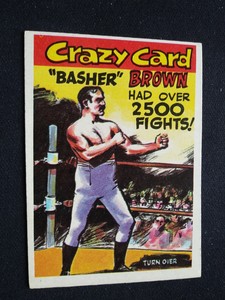 Crazy Card
"BASHER" BROWN
HAD OVER
2500
FIGHTS!
TURN OVER